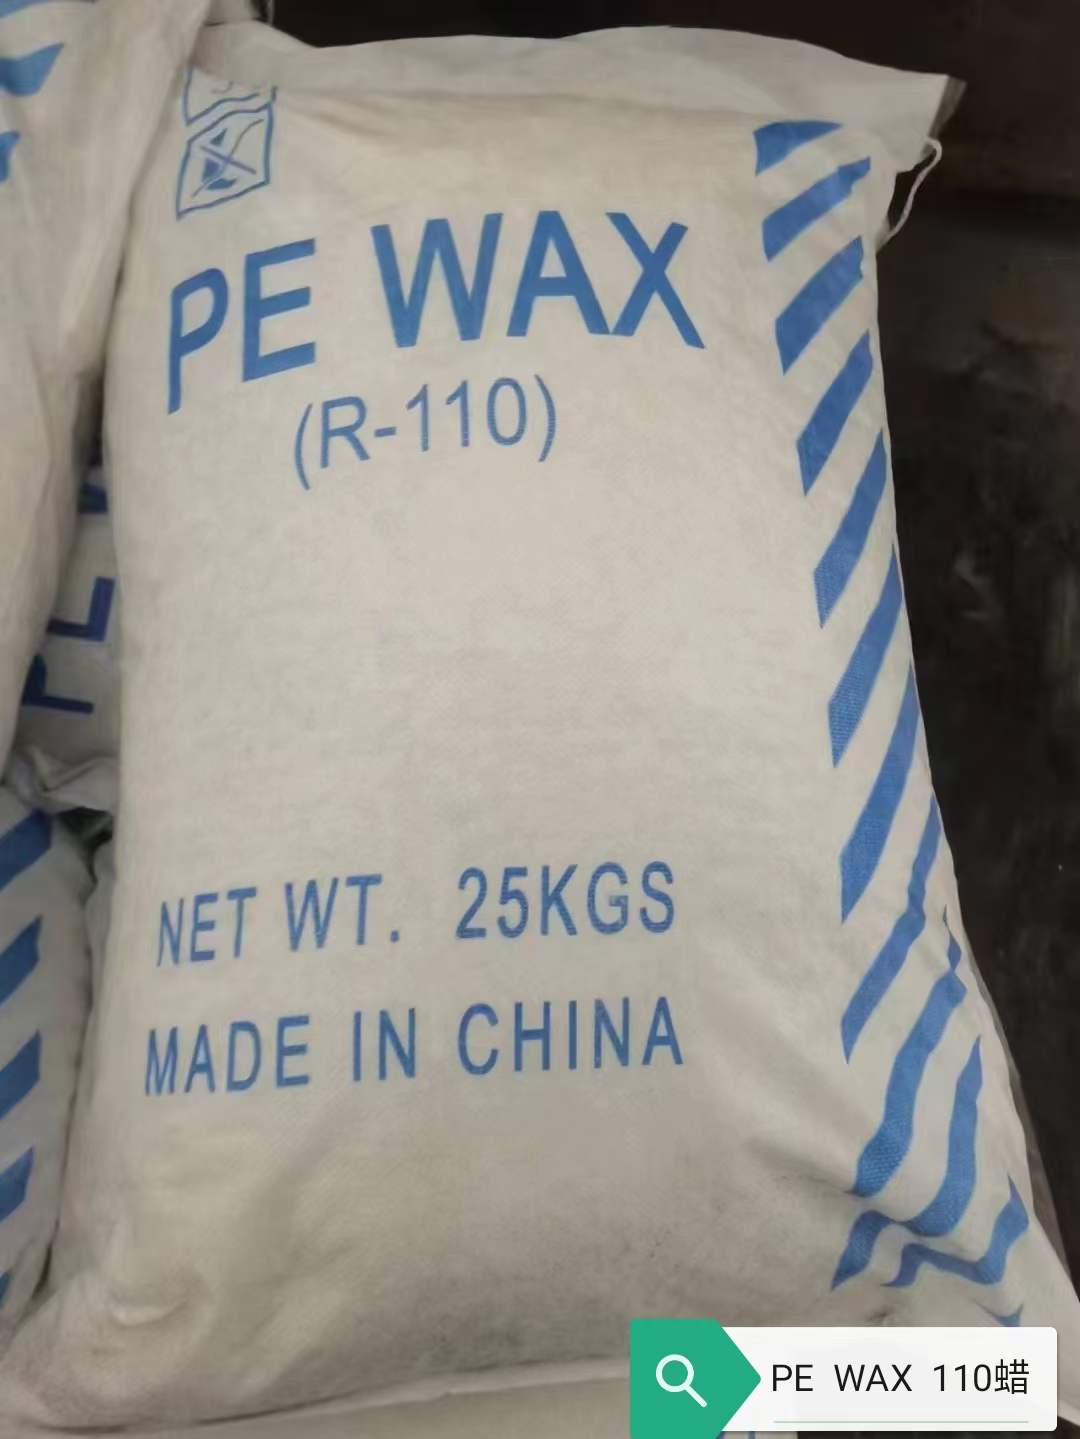 PE WAX
(R-110)
NET WT. 25KGS
MADE IN CHINA
PE WAX 110蜡